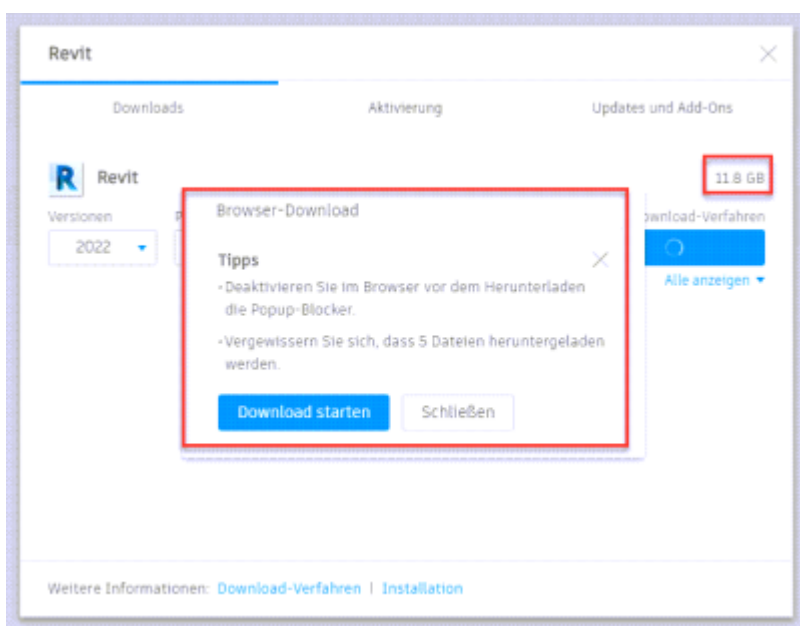 Revit
Downloads
Aktivierung
Updates und Add-Ons
R Revit
11.8 GB
Versionen
P
ownload-Verfahren
2022
Alle anzeigen
Browser-Download
Tipps
-Deaktivieren Sie im Browser vor dem Herunterladen
die Popup-Blocker.
-Vergewissern Sie sich, dass 5 Dateien heruntergeladen
werden.
Download starten
Schließen
Weitere Informationen: Download-Verfahren | Installation